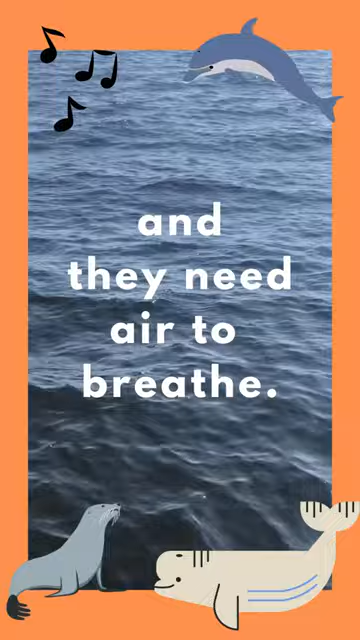 and
they need
air to
breathe.